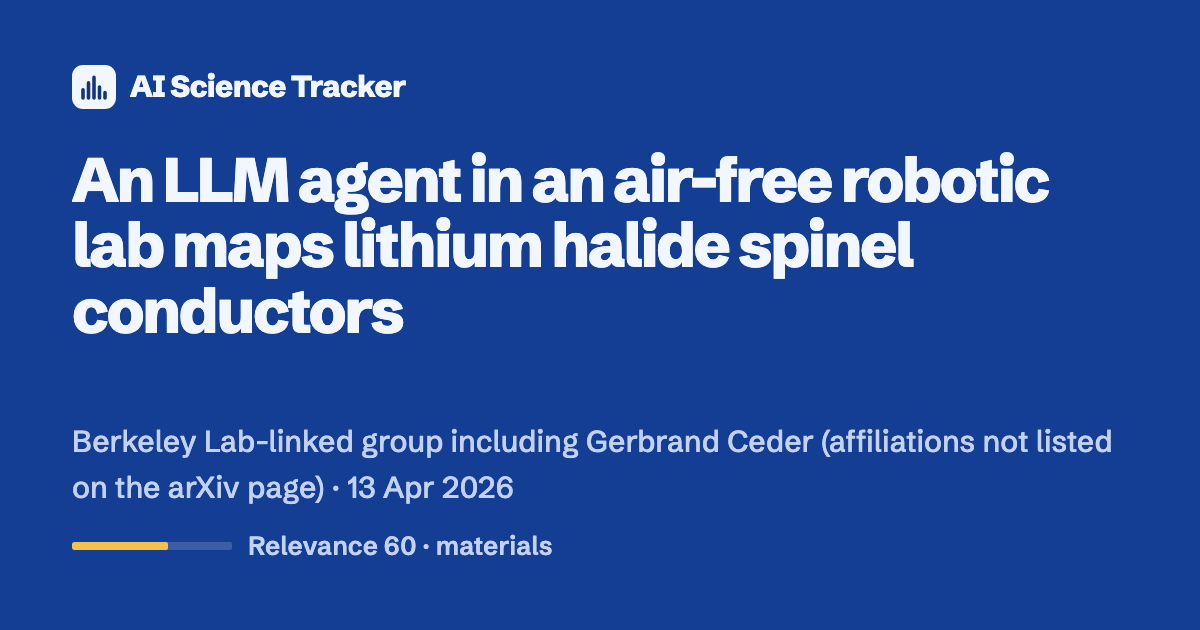 AI Science Tracker
An LLM agent in an air-free robotic
lab maps lithium halide spinel
conductors
Berkeley Lab-linked group including Gerbrand Ceder (affiliations not listed
on the arXiv page) · 13 Apr 2026
Relevance 60 · materials